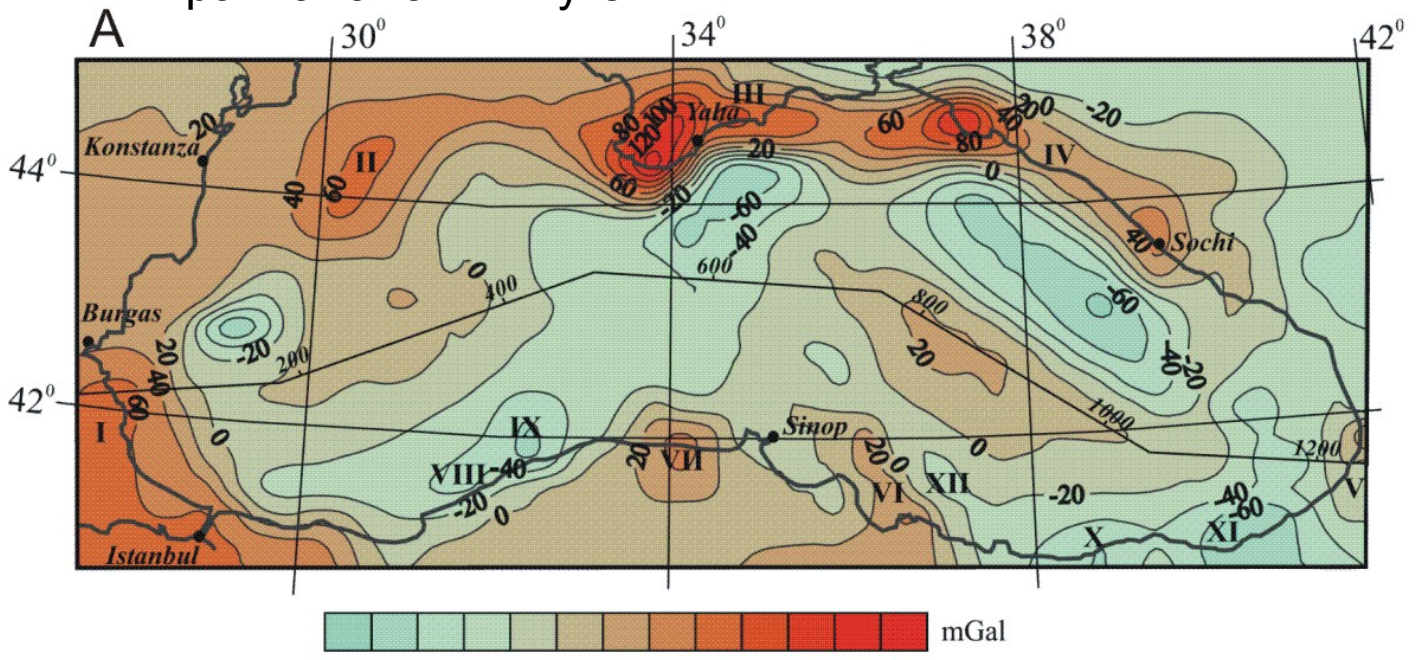 A
30⁰ 34⁰ 38⁰ 42⁰
20 80 120 100 Yalta III 60 80 40 200 -20
Konstanza II 20 0 IV
44⁰ 40 60 60 -20 -60 -40 40 Sochi
0 400 600 800 -60
Burgas
20 -20 200 20 -40 -20
42⁰ 40 60 1000
I 0 IX Sinop 0 1200
VIII -40 20 VII 20 0 VI XII -20 -40 V
-20 0 -60
Istanbul X XI
mGal